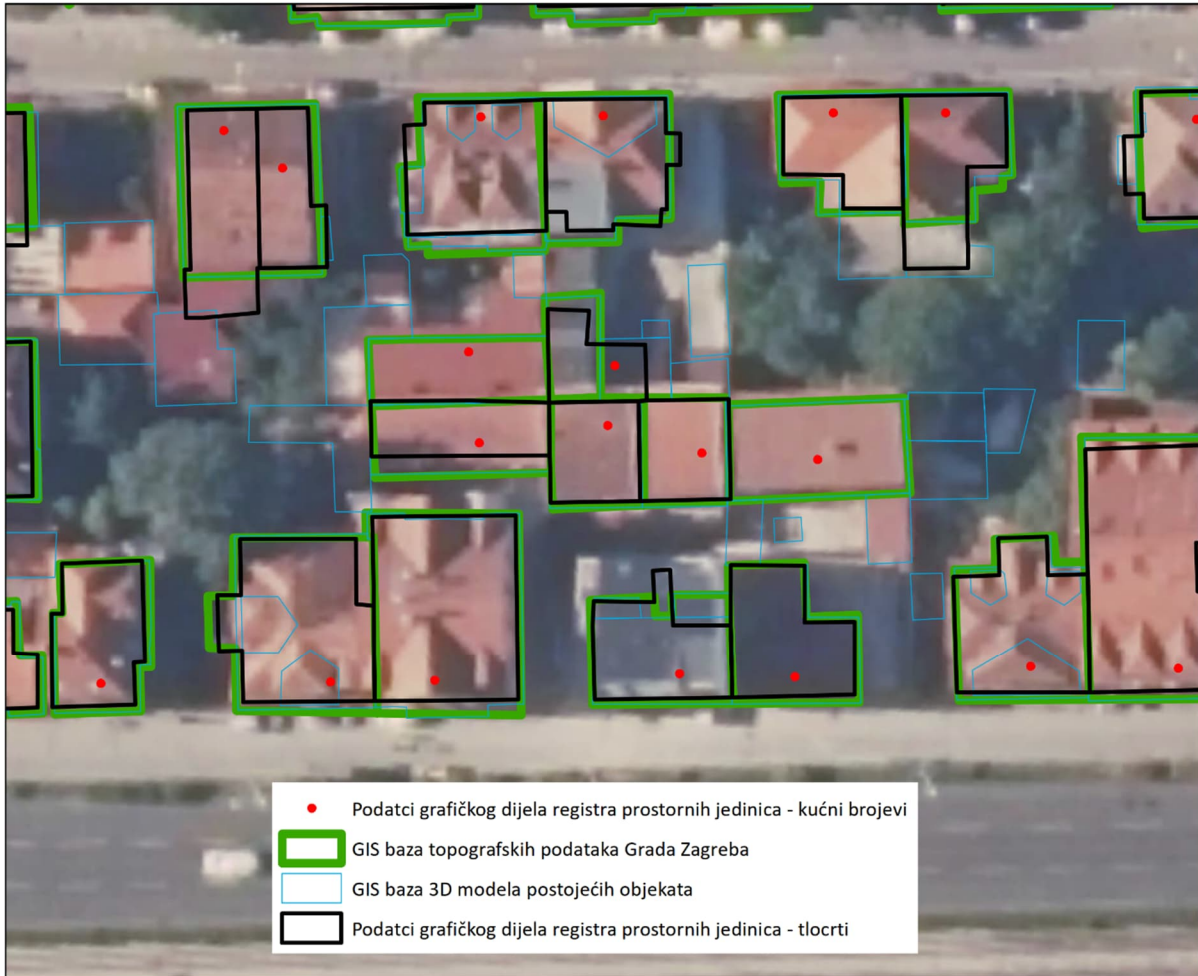 Podatci grafičkog dijela registra prostornih jedinica - kućni brojevi
GIS baza topografskih podataka Grada Zagreba
GIS baza 3D modela postojećih objekata
Podatci grafičkog dijela registra prostornih jedinica - tlocrti